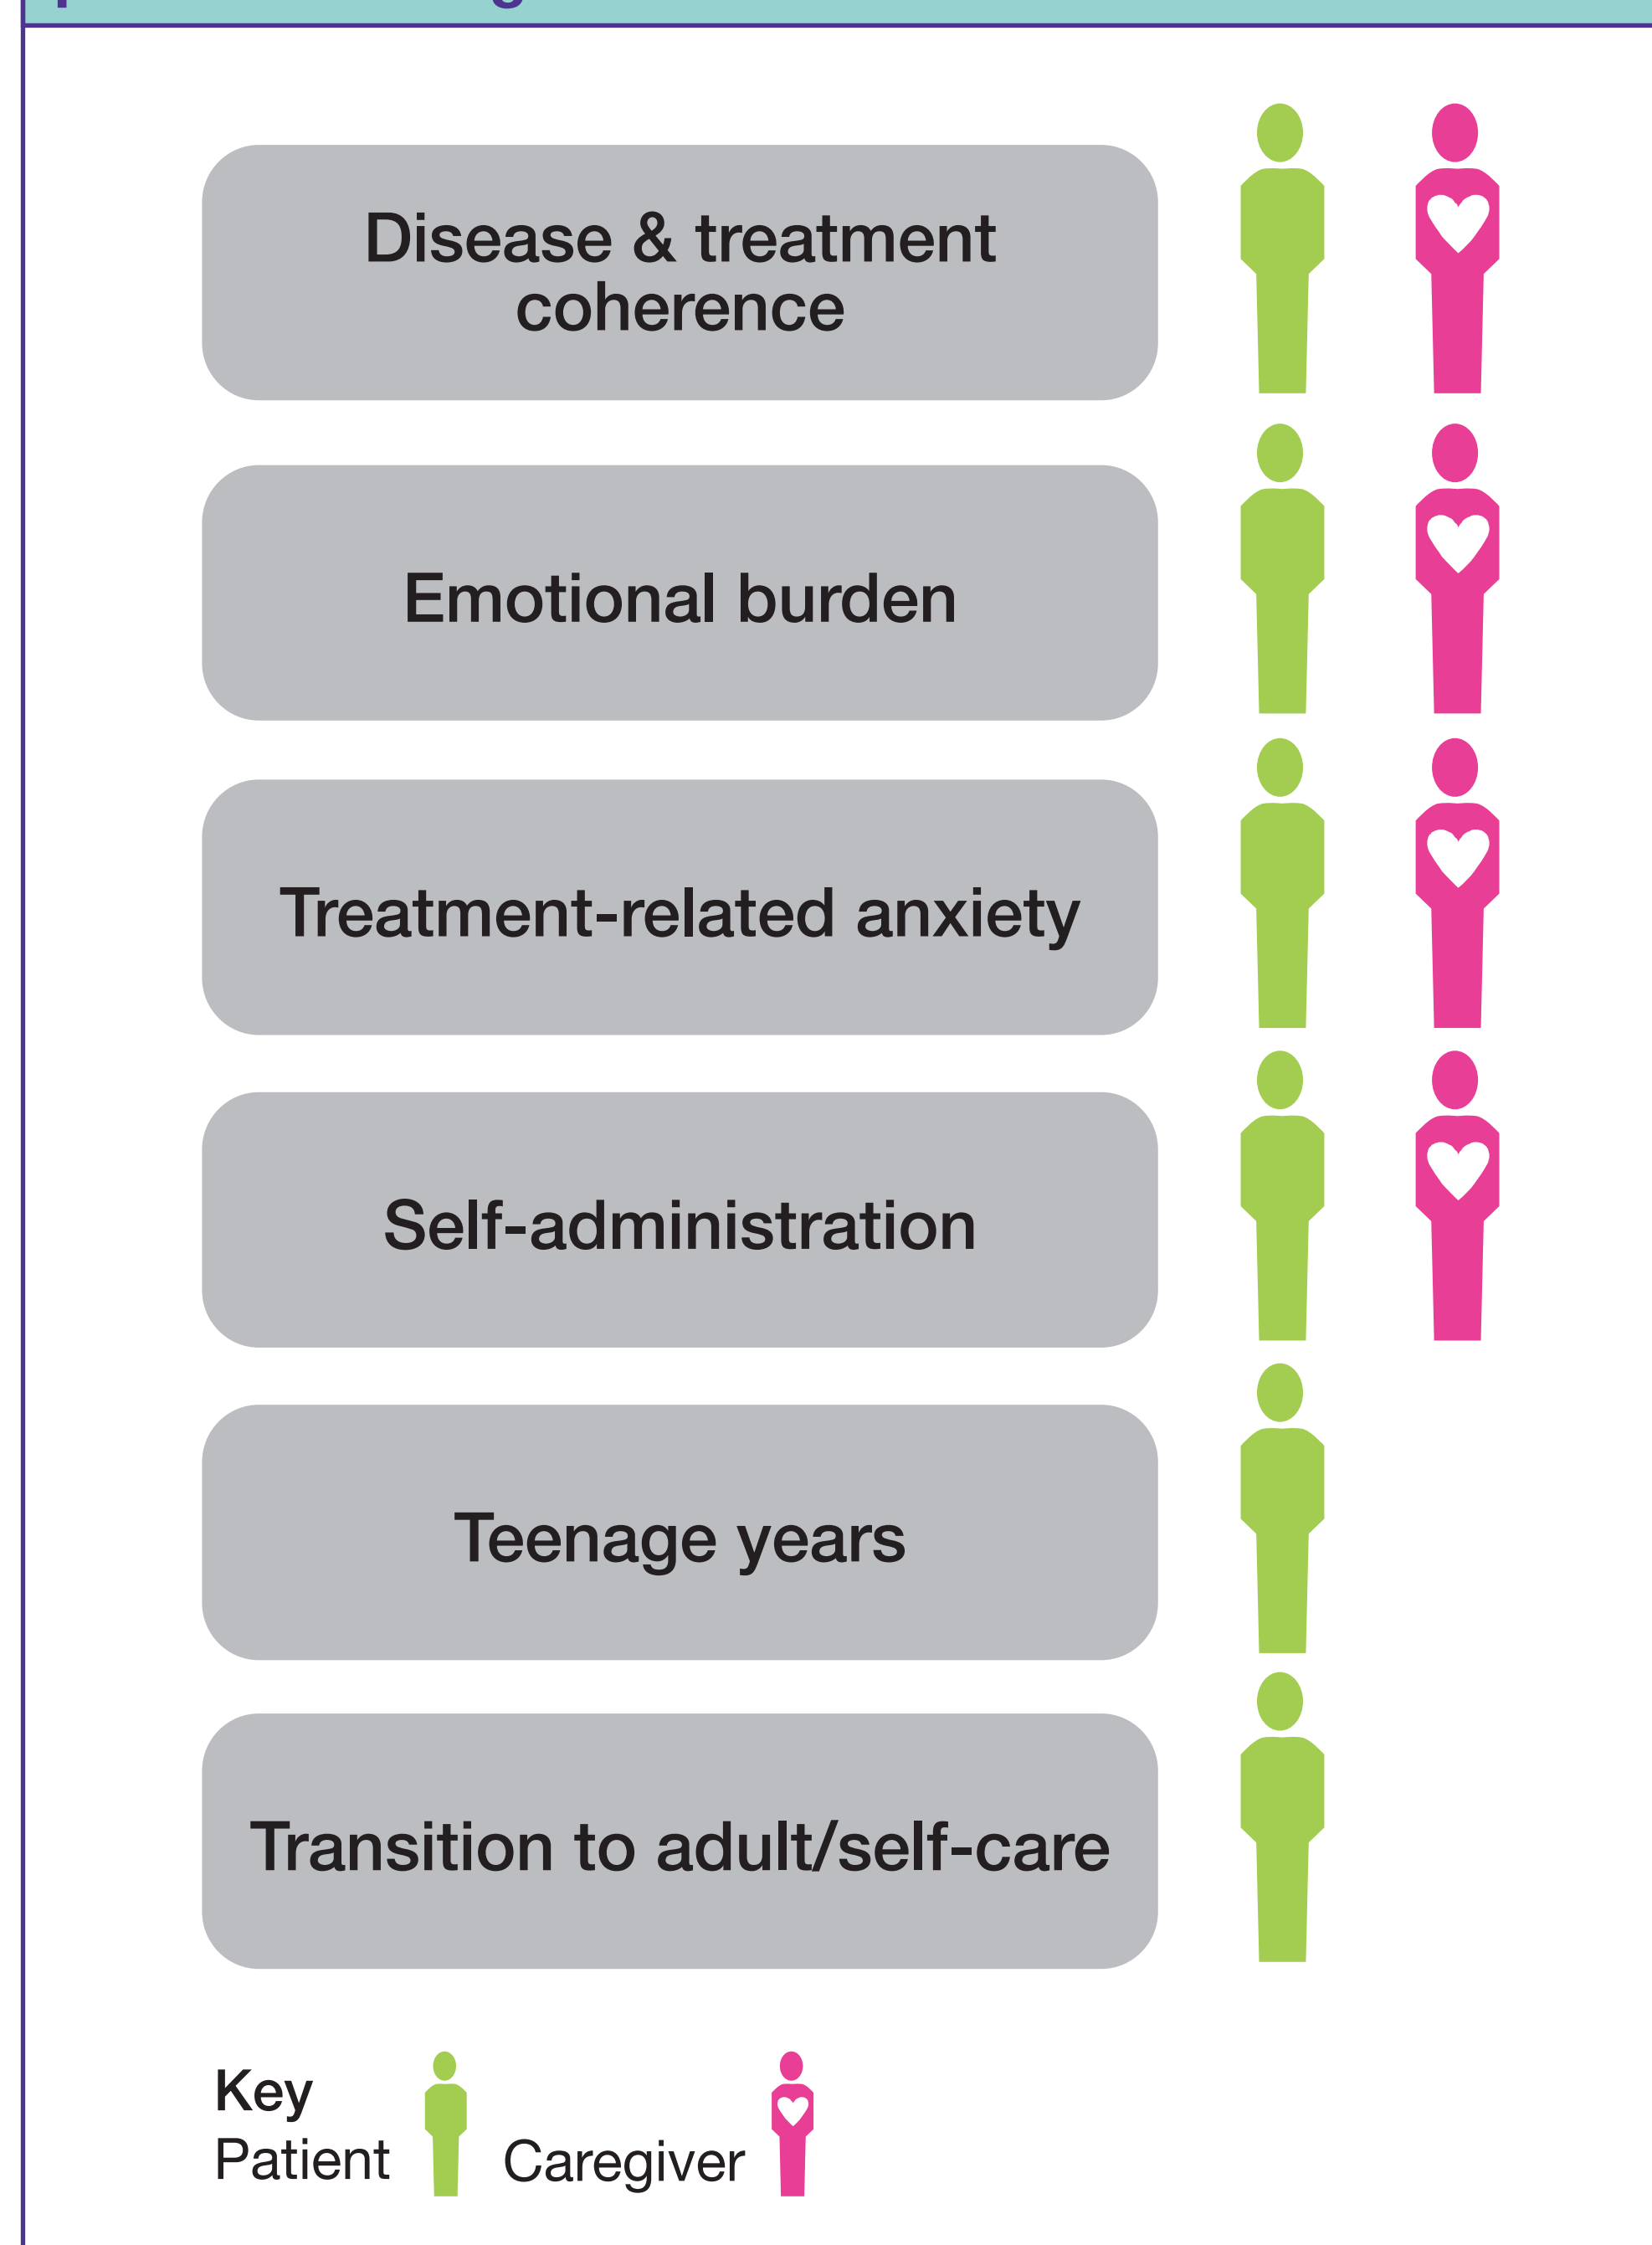 Disease & treatment
coherence
Emotional burden
Treatment-related anxiety
Self-administration
Teenage years
Transition to adult/self-care
Key
Patient
Caregiver